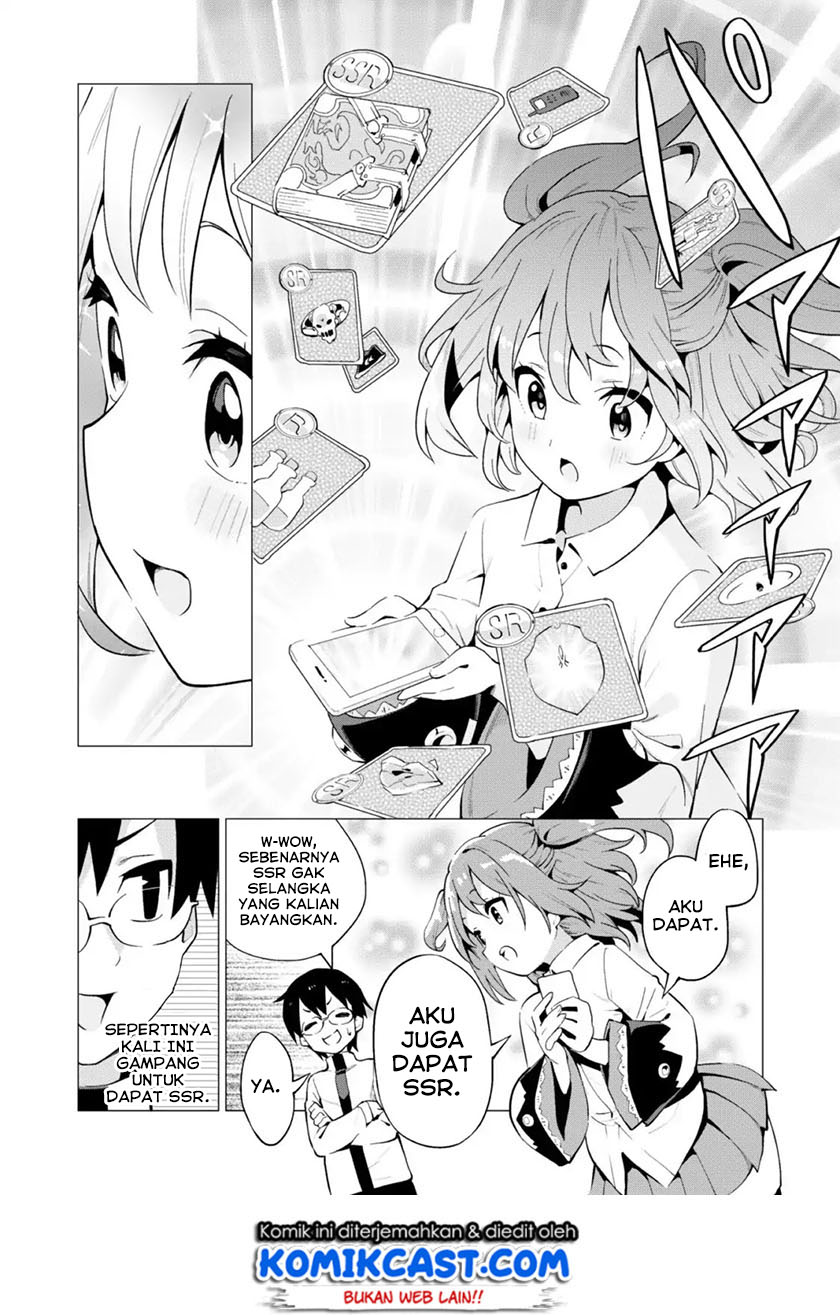 SSR
R
S
SR
R
SR
SR
EHE,
AKU
DAPAT.
AKU
JUGA
DAPAT
SSR.
W-WOW,
SEBENARNYA
SSR GAK
SELANGKA
YANG KALIAN
BAYANGKAN.
YA.
SEPERTINYA
KALI INI
GAMPANG
UNTUK
DAPAT SSR.
Komik ini diterjemahkan & diedit oleh
KOMIKCAST.COM
BUKAN WEB LAIN!!